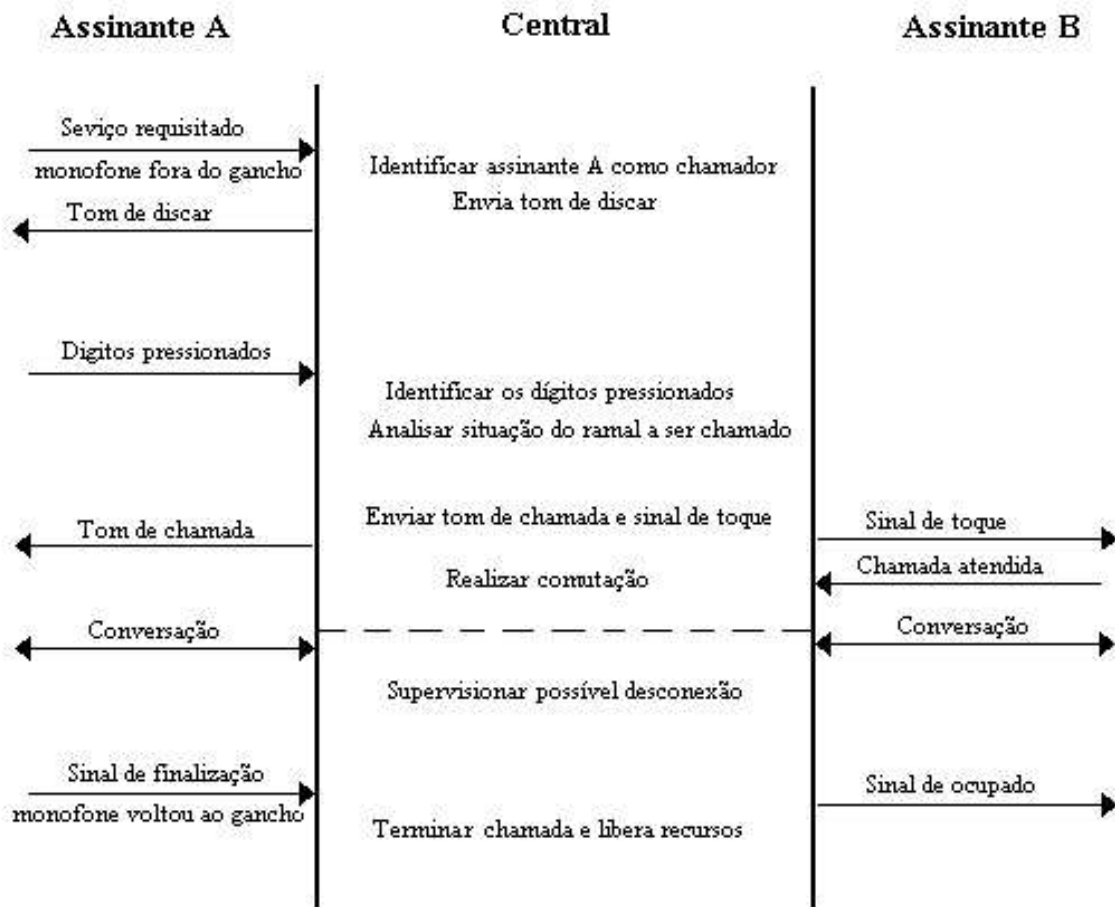 Assinante A
Central
Assinante B
Seviço requisitado
monofone fora do gancho
Identificar assinante A como chamador
Envia tom de discar
Tom de discar
Digitos pressionados
Identificar os dígitos pressionados
Analisar situação do ramal a ser chamado
Enviar tom de chamada e sinal de toque
Tom de chamada
Sinal de toque
Realizar comutação
Chamada atendida
Conversação
Conversação
Supervisionar possível desconexão
Sinal de finalização
monofone voltou ao gancho
Sinal de ocupado
Terminar chamada e libera recursos